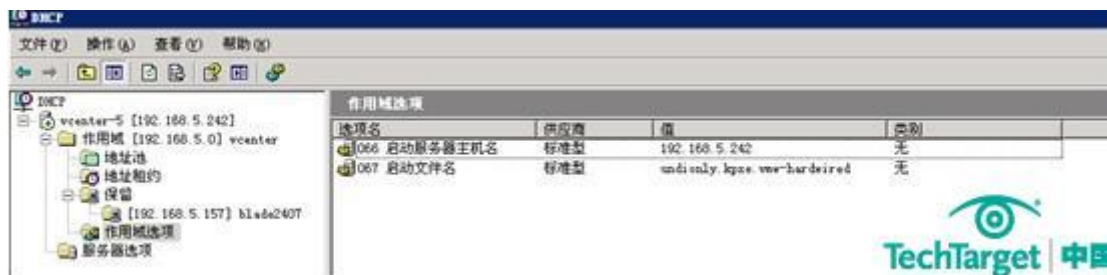 DHCP
文件(F) 操作(A) 查看(V) 帮助(H)
DHCP
vcenter-5 [192.168.5.242]
作用域 [192.168.5.0] vcenter
地址池
地址租约
保留
[192.168.5.157] blade2407
作用域选项
服务器选项
作用域选项
选项名 供应商 值 类别
066 启动服务器主机名 标准型 192.168.5.242 无
067 启动文件名 标准型 undionly.kpxe.vmw-hardwired 无
TechTarget 中国